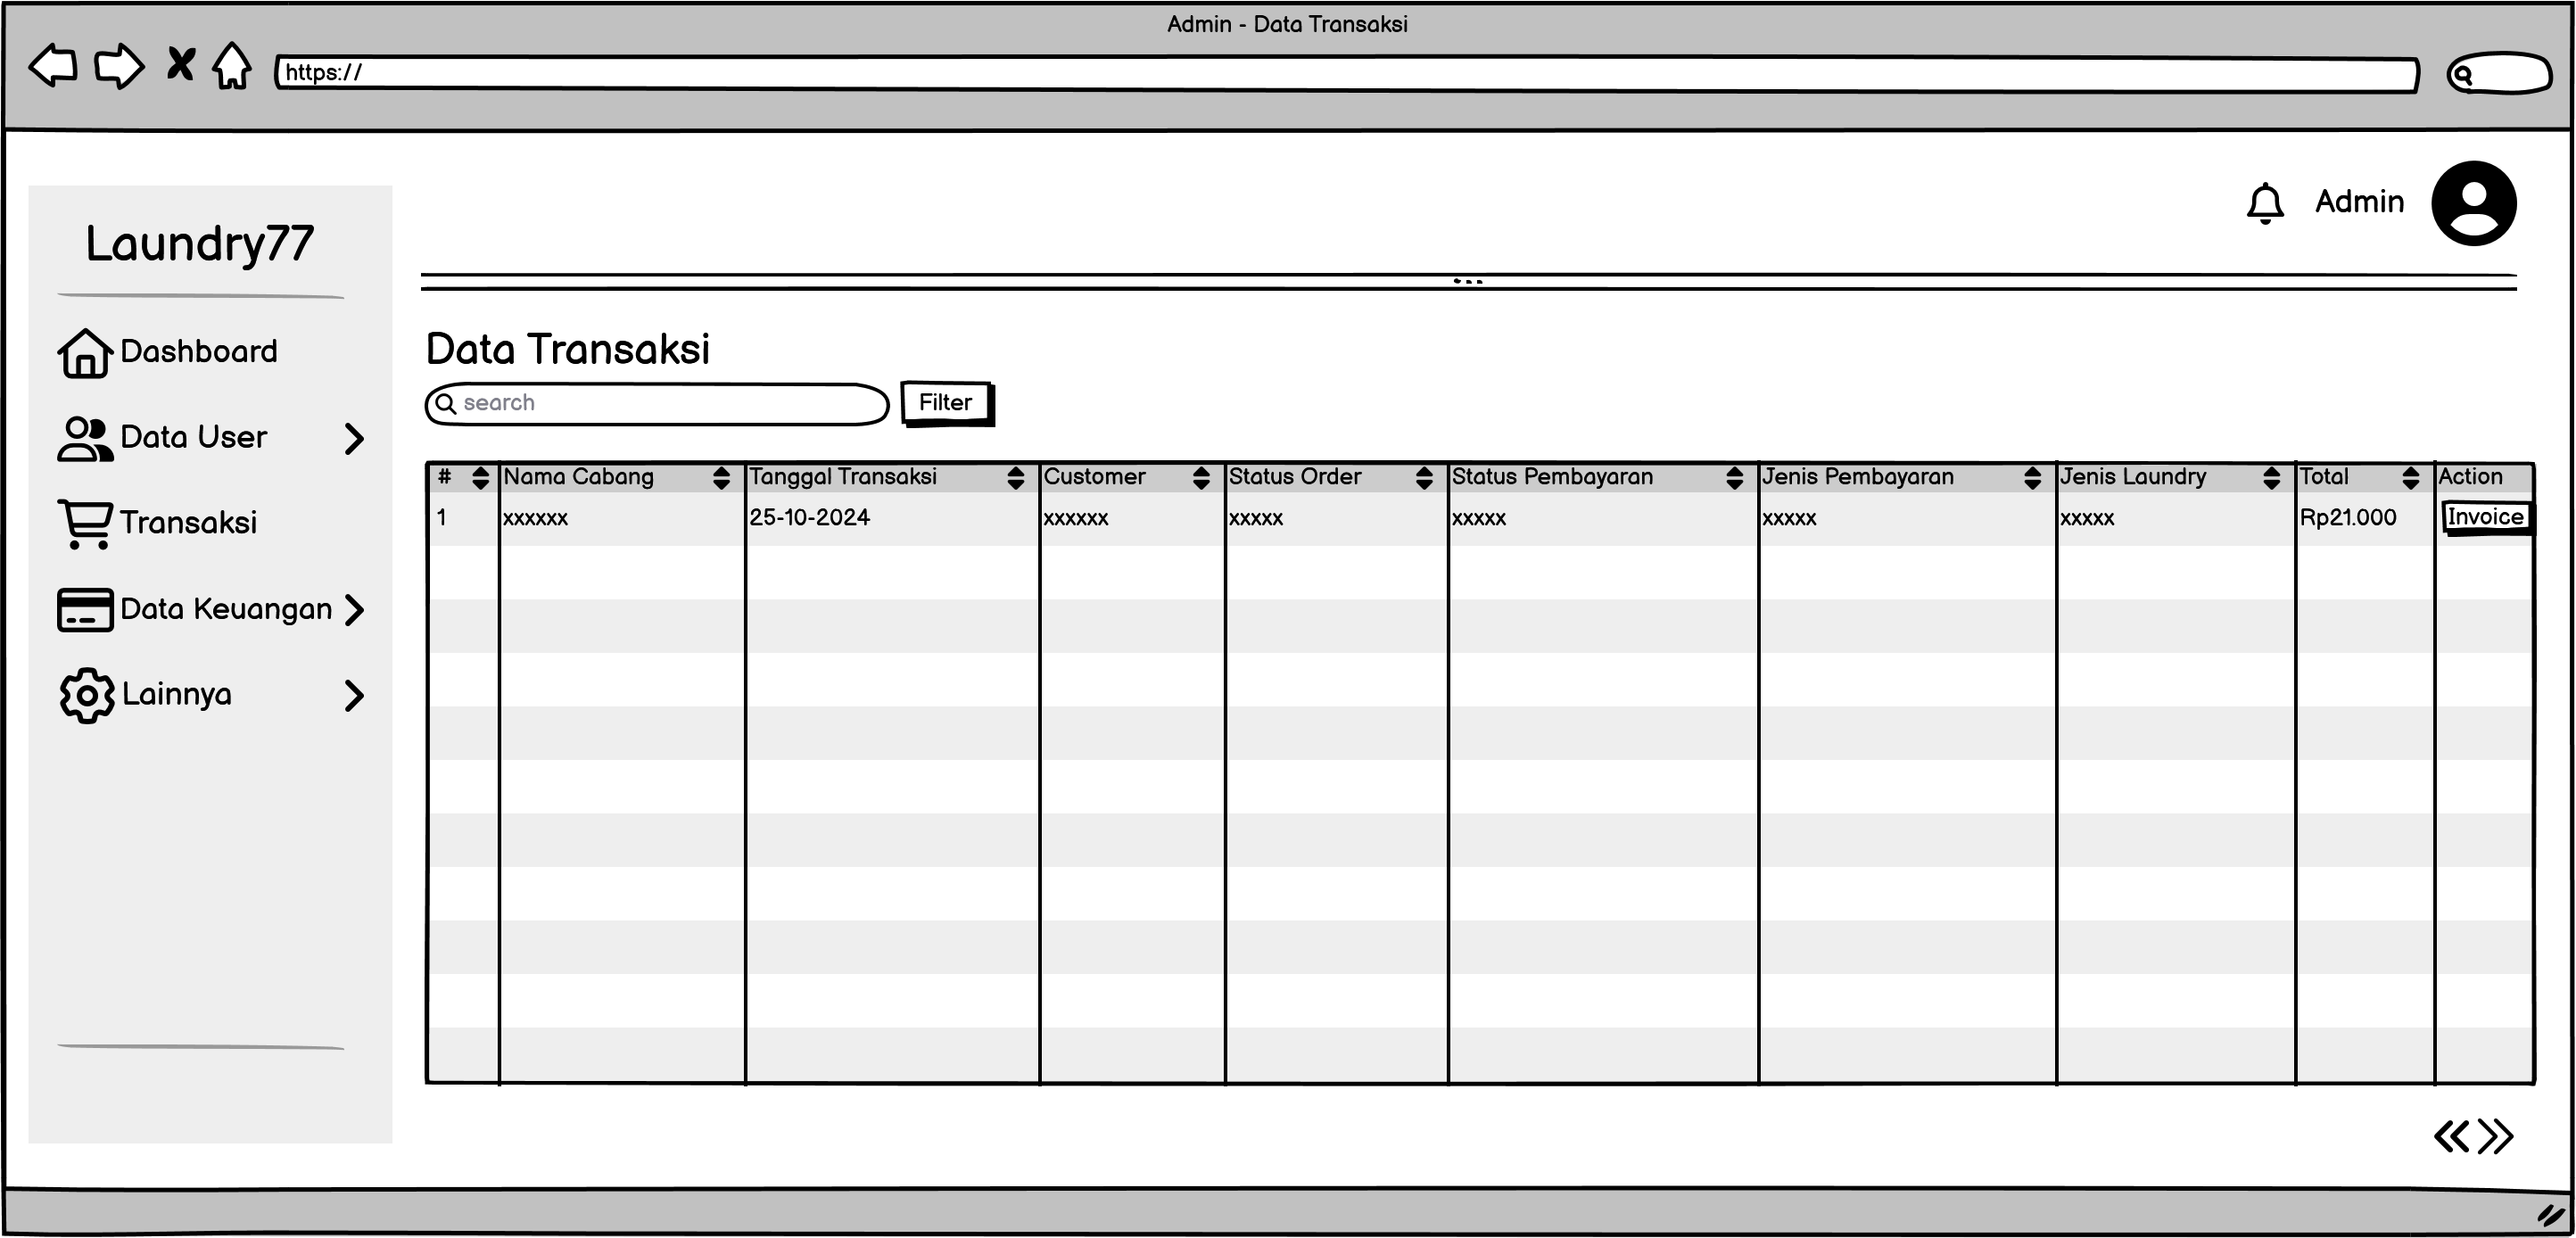 Admin - Data Transaksi
https://
Admin
Laundry77
Dashboard
Data User
Transaksi
Data Keuangan
Lainnya
Data Transaksi
search
Filter
# Nama Cabang Tanggal Transaksi Customer Status Order Status Pembayaran Jenis Pembayaran Jenis Laundry Total Action
1 xxxxxx 25-10-2024 xxxxxx xxxxx xxxxx xxxxx xxxxx Rp21.000 Invoice